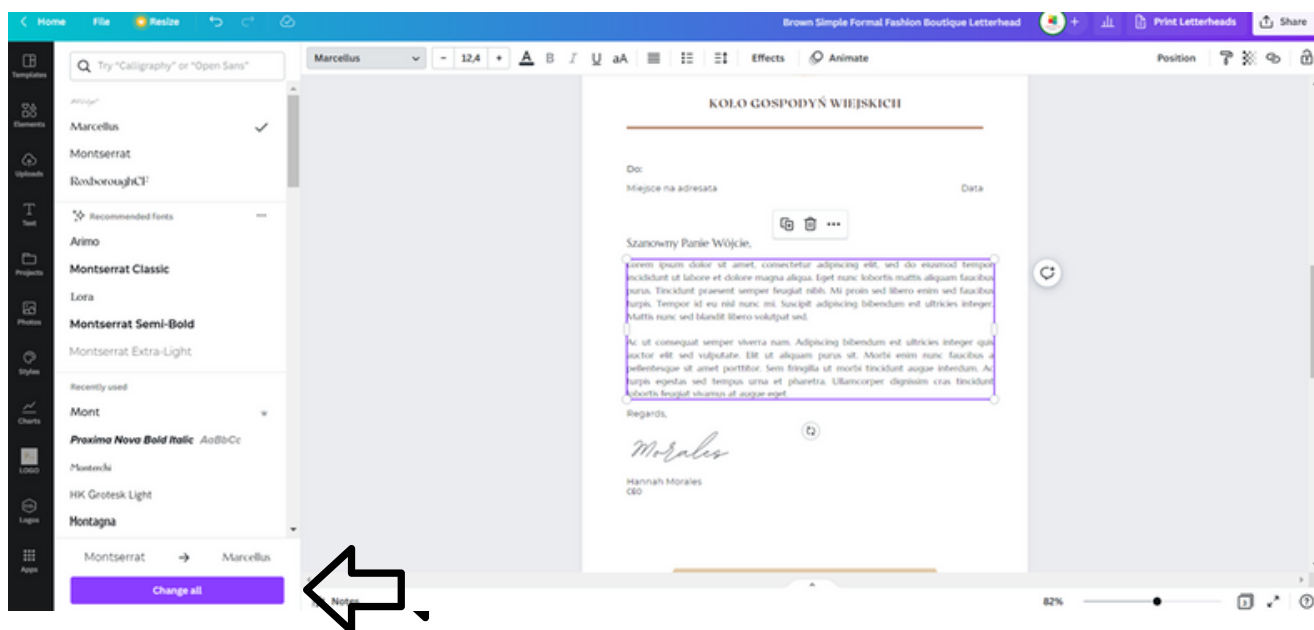 Home File Resize Brown Simple Formal Fashion Boutique Letterhead + Print Letterheads Share
Marcellus - 12,4 + A B I U aA Effects Animate Position
Templates
Elements
Uploads
Text
Projects
Photos
Styles
Charts
LOGO
Logos
Apps
Try "Calligraphy" or "Open Sans"
Marcellus
Montserrat
RoxboroughCF
Recommended fonts
Arimo
Montserrat Classic
Lora
Montserrat Semi-Bold
Montserrat Extra-Light
Recently used
Mont
Proxima Nova Bold Italic AaBbCc
Monterchi
HK Grotesk Light
Montagna
Montserrat → Marcellus
Change all
KOŁO GOSPODYŃ WIEJSKICH
Do:
Miejsce na adresata Data
Szanowny Panie Wójcie,
Lorem ipsum dolor sit amet, consectetur adipiscing elit, sed do eiusmod tempor
incididunt ut labore et dolore magna aliqua. Eget nunc lobortis mattis aliquam faucibus
purus. Tincidunt praesent semper feugiat nibh. Mi proin sed libero enim sed faucibus
turpis. Tempor id eu nisl nunc mi. Suscipit adipiscing bibendum est ultricies integer.
Mattis nunc sed blandit libero volutpat sed.
Ac ut consequat semper viverra nam. Adipiscing bibendum est ultricies integer quis
auctor elit sed vulputate. Elit ut aliquam purus sit. Morbi enim nunc faucibus a
pellentesque sit amet porttitor. Sem fringilla ut morbi tincidunt augue interdum. Ac
turpis egestas sed tempus urna et pharetra. Ullamcorper dignissim cras tincidunt
lobortis feugiat vivamus at augue eget.
Regards,
Morales
Hannah Morales
CEO
Notes
82%